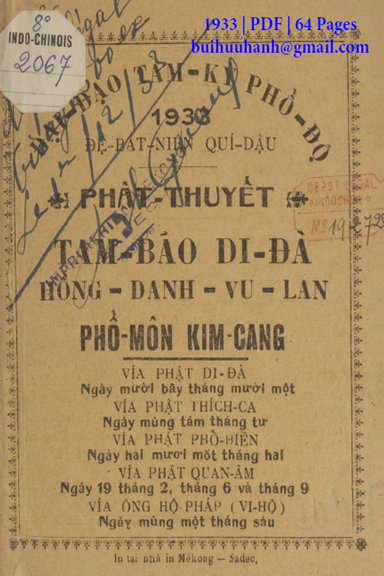 1933 | PDF | 64 Pages
buihuuhanh@gmail.com
8°
INDO-CHINOIS
2067
ĐẠI-ĐẠO TAM-KỲ PHỔ-ĐỘ
1933
ĐỆ-BÁT-NIÊN QUÍ-DẬU
PHẬT-THUYẾT
TAM-BẢO DI-ĐÀ
HỒNG - DANH - VU - LAN
PHỔ-MÔN KIM-CANG
VÍA PHẬT DI-ĐÀ
Ngày mười bảy tháng mười một
VÍA PHẬT THÍCH-CA
Ngày mùng tám tháng tư
VÍA PHẬT PHỔ-HIỀN
Ngày hai mươi mốt tháng hai
VÍA PHẬT QUAN-ÂM
Ngày 19 tháng 2, tháng 6 và tháng 9
VÍA ÔNG HỘ-PHÁP (VI-HỘ)
Ngày mùng một tháng sáu
In tại nhà in Mékong — Sadec,